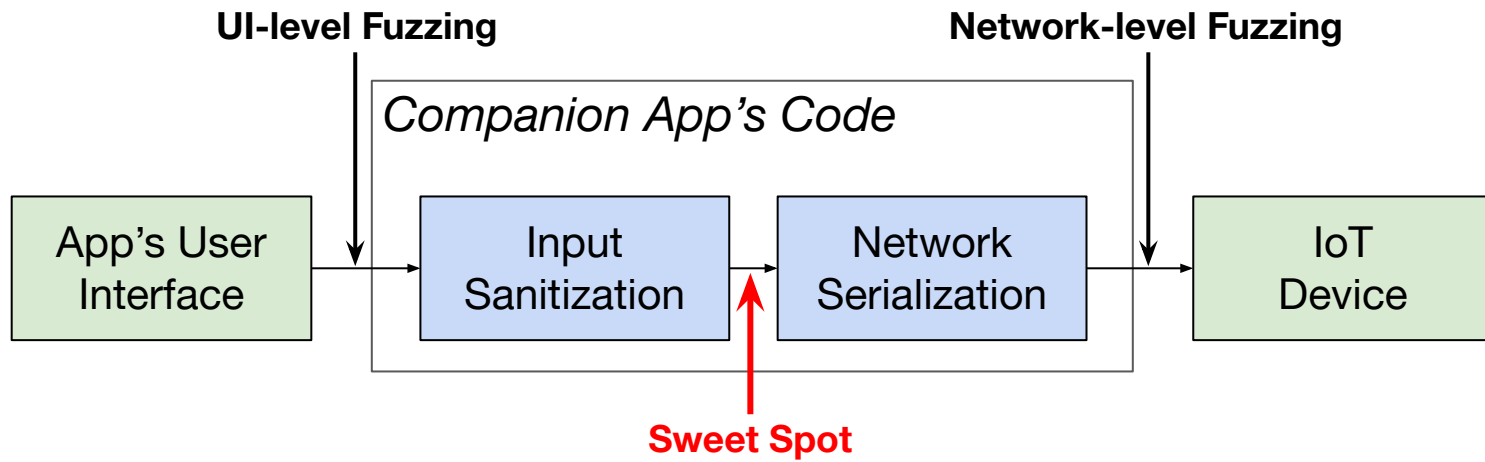 UI-level Fuzzing
Network-level Fuzzing
Companion App’s Code
App’s User
Interface
Input
Sanitization
Network
Serialization
IoT
Device
Sweet Spot